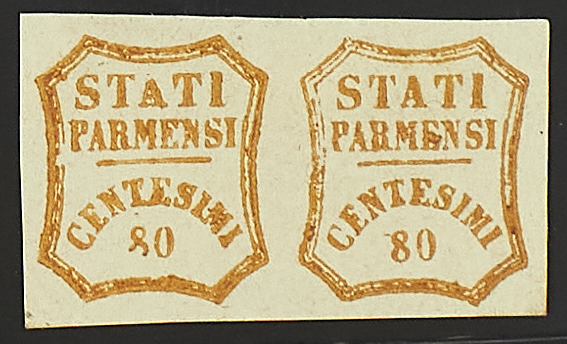 STATI
PARMENSI
CENTESIMI
80
STATI
PARMENSI
CENTESIMI
80